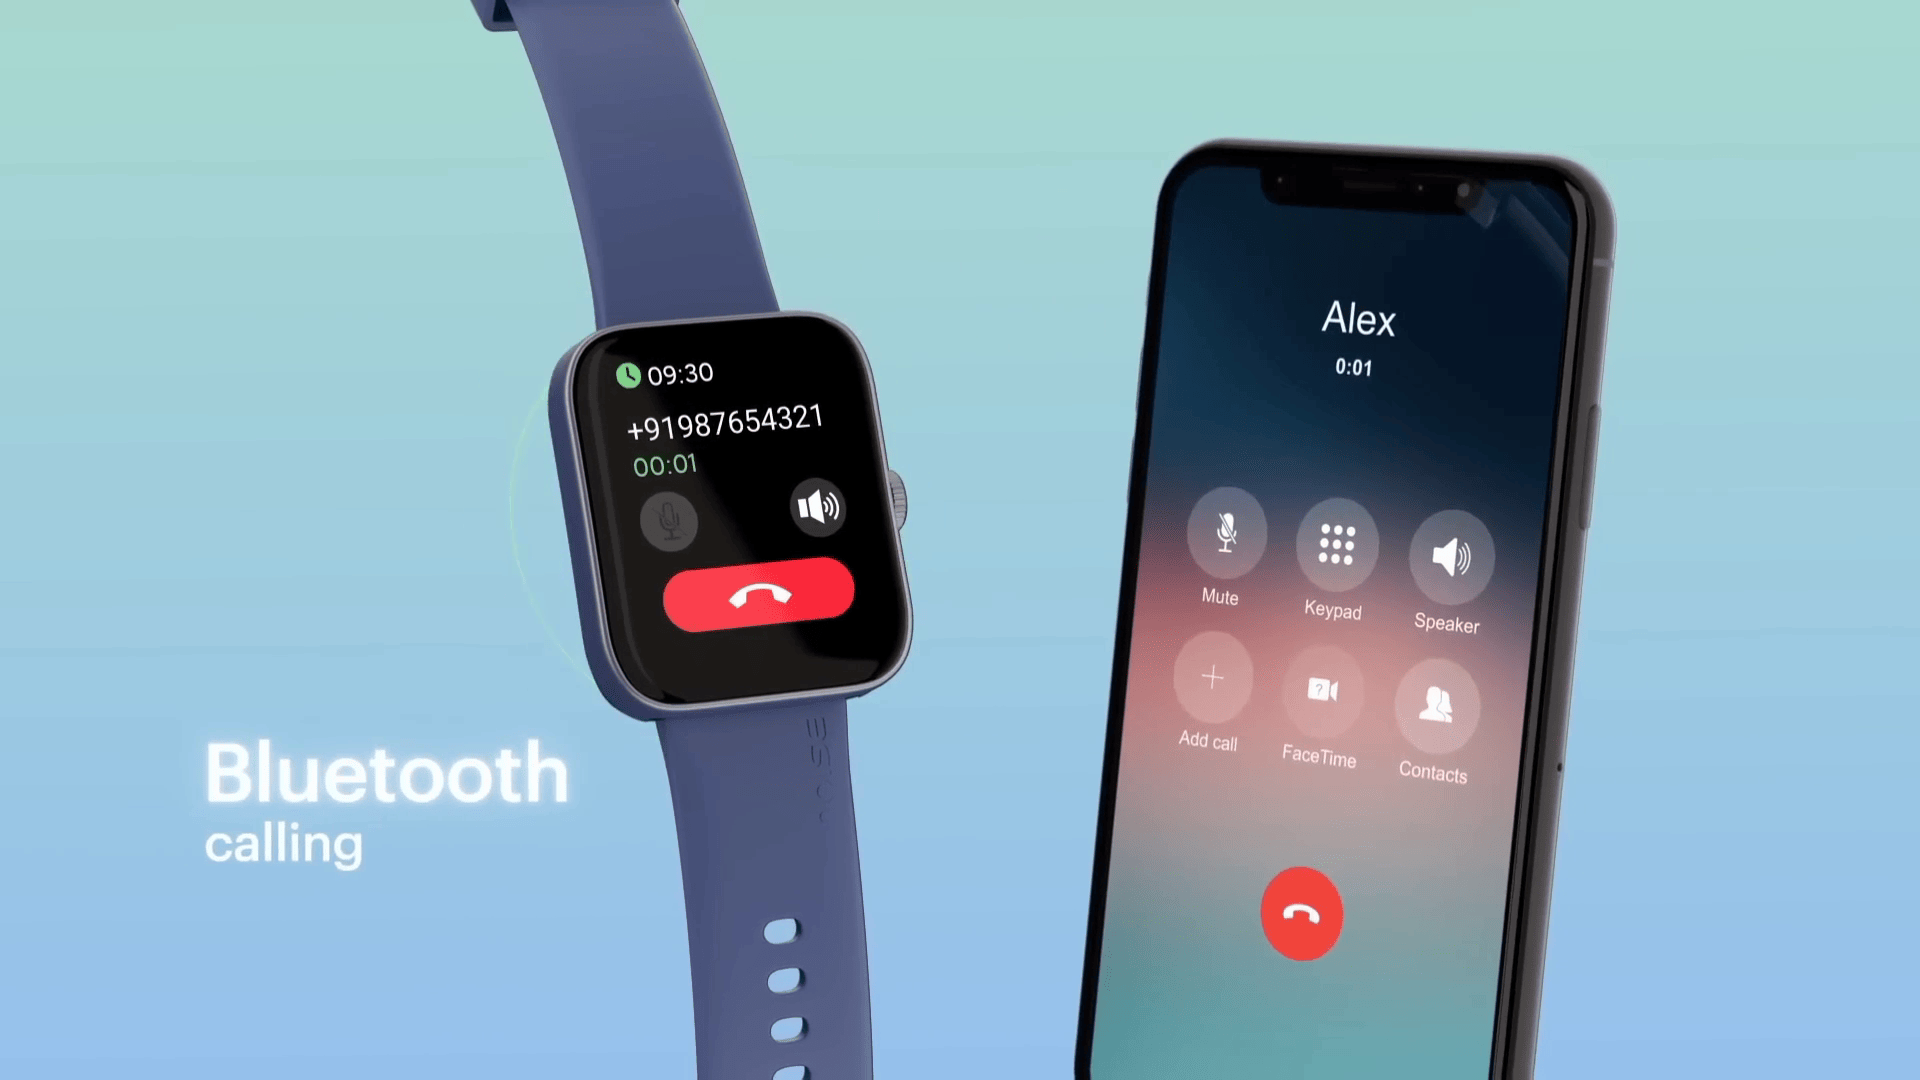 09:30
+91987654321
00:01
Bluetooth
calling
Alex
0:01
Mute
Keypad
Speaker
Add call
FaceTime
Contacts